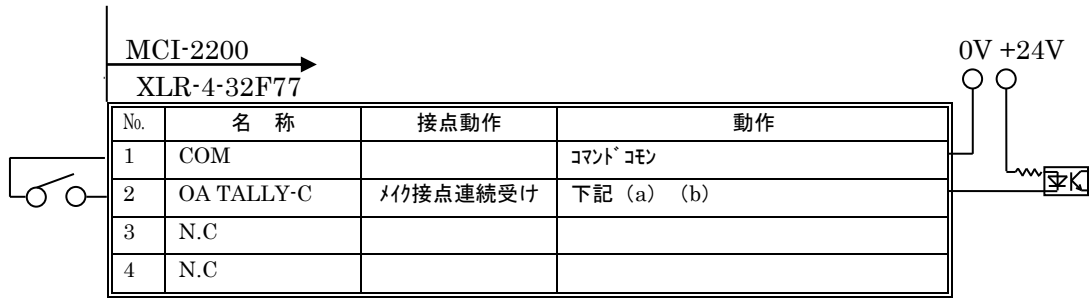 MCI-2200
0V +24V
XLR-4-32F77
№ 名 称 接点動作 動作
1 COM ｺﾏﾝﾄﾞｺﾓﾝ
2 OA TALLY-C ﾒｲｸ接点連続受け 下記 (a) (b)
3 N.C
4 N.C